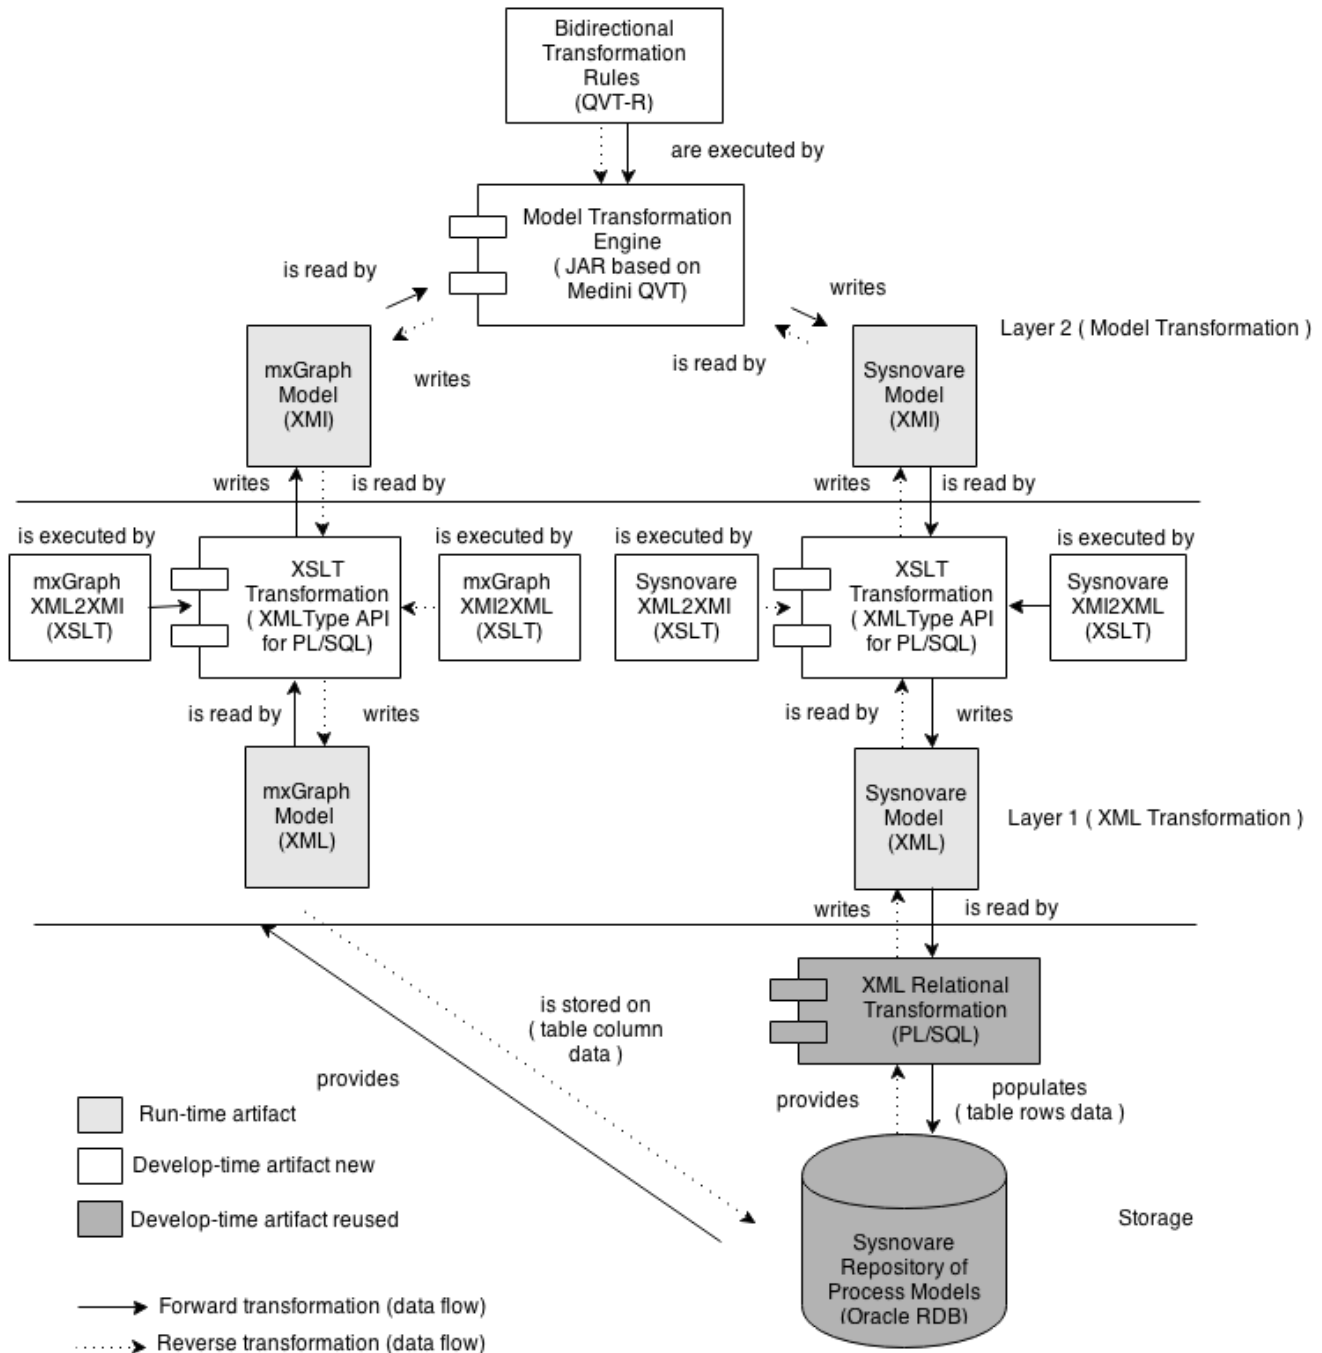 Bidirectional
Transformation
Rules
(QVT-R)
are executed by
Model Transformation
Engine
( JAR based on
Medini QVT)
is read by
writes
writes
is read by
Layer 2 ( Model Transformation )
mxGraph
Model
(XMI)
Sysnovare
Model
(XMI)
writes
is read by
writes
is read by
is executed by
is executed by
is executed by
is executed by
mxGraph
XML2XMI
(XSLT)
XSLT
Transformation
( XMLType API
for PL/SQL)
mxGraph
XMI2XML
(XSLT)
Sysnovare
XML2XMI
(XSLT)
XSLT
Transformation
( XMLType API
for PL/SQL)
Sysnovare
XMI2XML
(XSLT)
is read by
writes
is read by
writes
mxGraph
Model
(XML)
Sysnovare
Model
(XML)
Layer 1 ( XML Transformation )
writes
is read by
XML Relational
Transformation
(PL/SQL)
is stored on
( table column
data )
provides
provides
populates
( table rows data )
Run-time artifact
Develop-time artifact new
Develop-time artifact reused
Storage
Sysnovare
Repository of
Process Models
(Oracle RDB)
Forward transformation (data flow)
Reverse transformation (data flow)